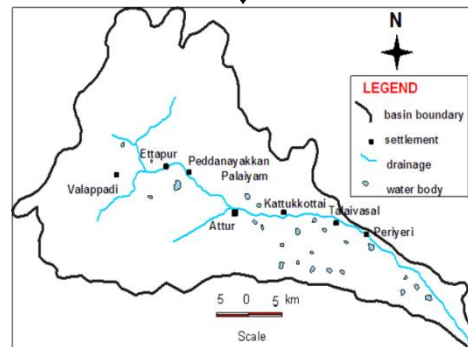 N
LEGEND
basin boundary
settlement
drainage
water body
Ettapur
Peddanayakkan
Palaiyam
Valappadi
Kattukkottai
Talaivasal
Attur
Periyeri
5 0 5 km
Scale